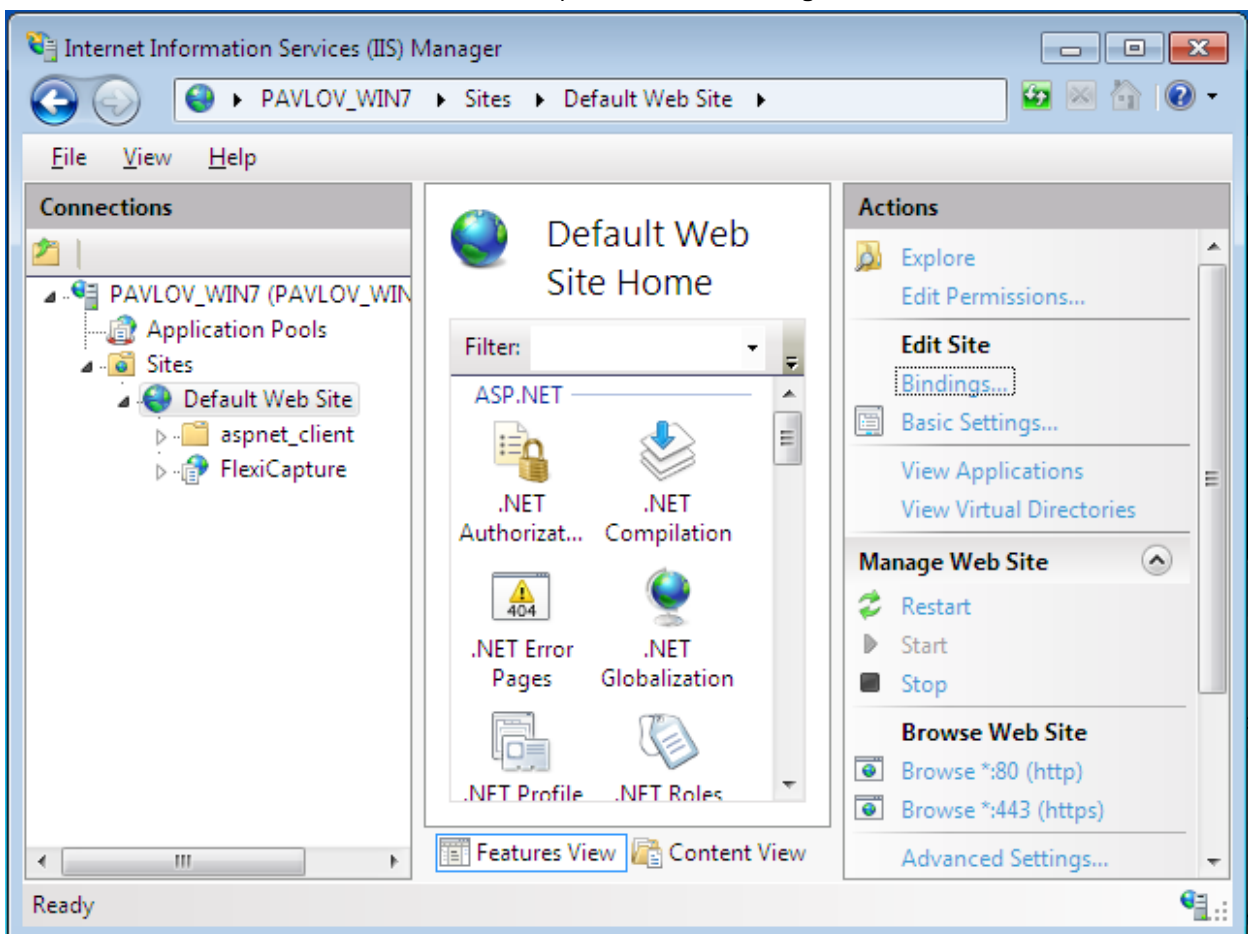 Internet Information Services (IIS) Manager
PAVLOV_WIN7 Sites Default Web Site
File View Help
Connections
PAVLOV_WIN7 (PAVLOV_WIN
Application Pools
Sites
Default Web Site
aspnet_client
FlexiCapture
Default Web
Site Home
Filter:
ASP.NET
.NET
Authorizat...
.NET
Compilation
404
.NET Error
Pages
.NET
Globalization
.NET Profile
.NET Roles
Features View
Content View
Actions
Explore
Edit Permissions...
Edit Site
Bindings...
Basic Settings...
View Applications
View Virtual Directories
Manage Web Site
Restart
Start
Stop
Browse Web Site
Browse *:80 (http)
Browse *:443 (https)
Advanced Settings...
Ready